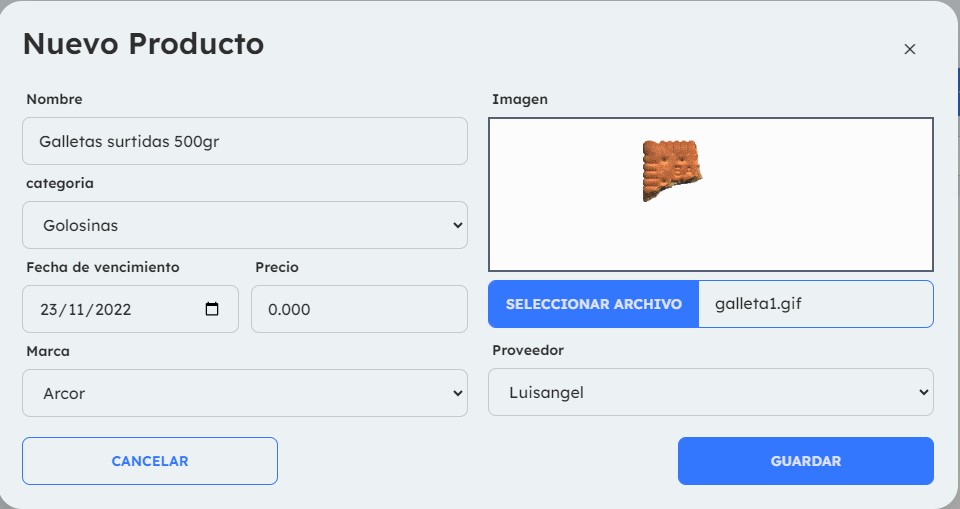 Nuevo Producto
×
Nombre
Galletas surtidas 500gr
categoria
Golosinas
Fecha de vencimiento
Precio
23/11/2022
0.000
Marca
Arcor
Imagen
SELECCIONAR ARCHIVO
galleta1.gif
Proveedor
Luisangel
CANCELAR
GUARDAR